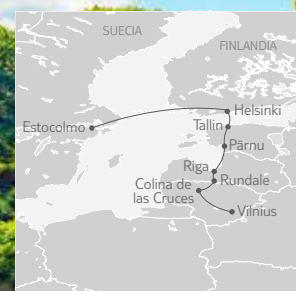 SUECIA
FINLANDIA
Helsinki
Estocolmo
Tallin
Pärnu
Riga
Rundale
Colina de
las Cruces
Vilnius